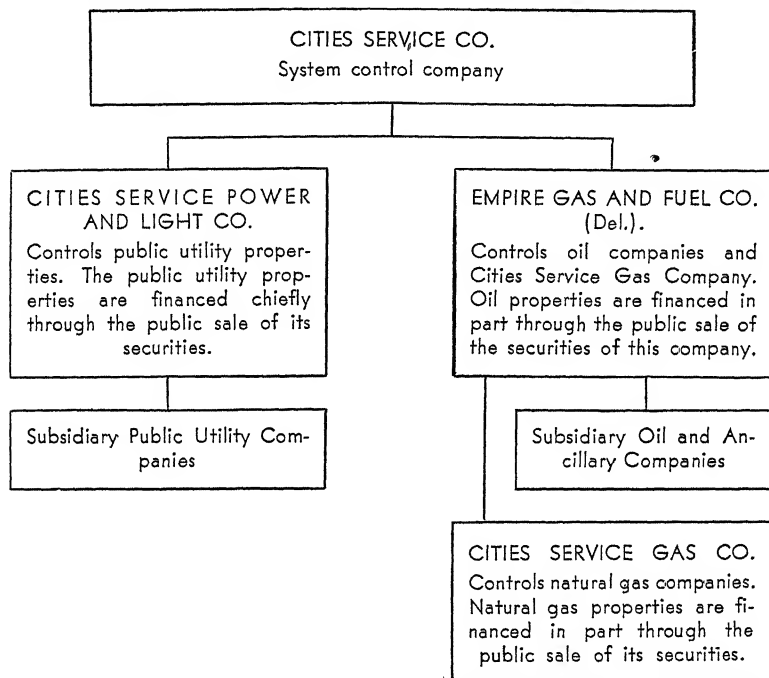 CITIES SERVICE CO.
System control company
CITIES SERVICE POWER
AND LIGHT CO.
Controls public utility proper-
ties. The public utility prop-
erties are financed chiefly
through the public sale of its
securities.
EMPIRE GAS AND FUEL CO.
(Del.).
Controls oil companies and
Cities Service Gas Company.
Oil properties are financed in
part through the public sale of
the securities of this company.
Subsidiary Public Utility Com-
panies
Subsidiary Oil and An-
cillary Companies
CITIES SERVICE GAS CO.
Controls natural gas companies.
Natural gas properties are fi-
nanced in part through the
public sale of its securities.